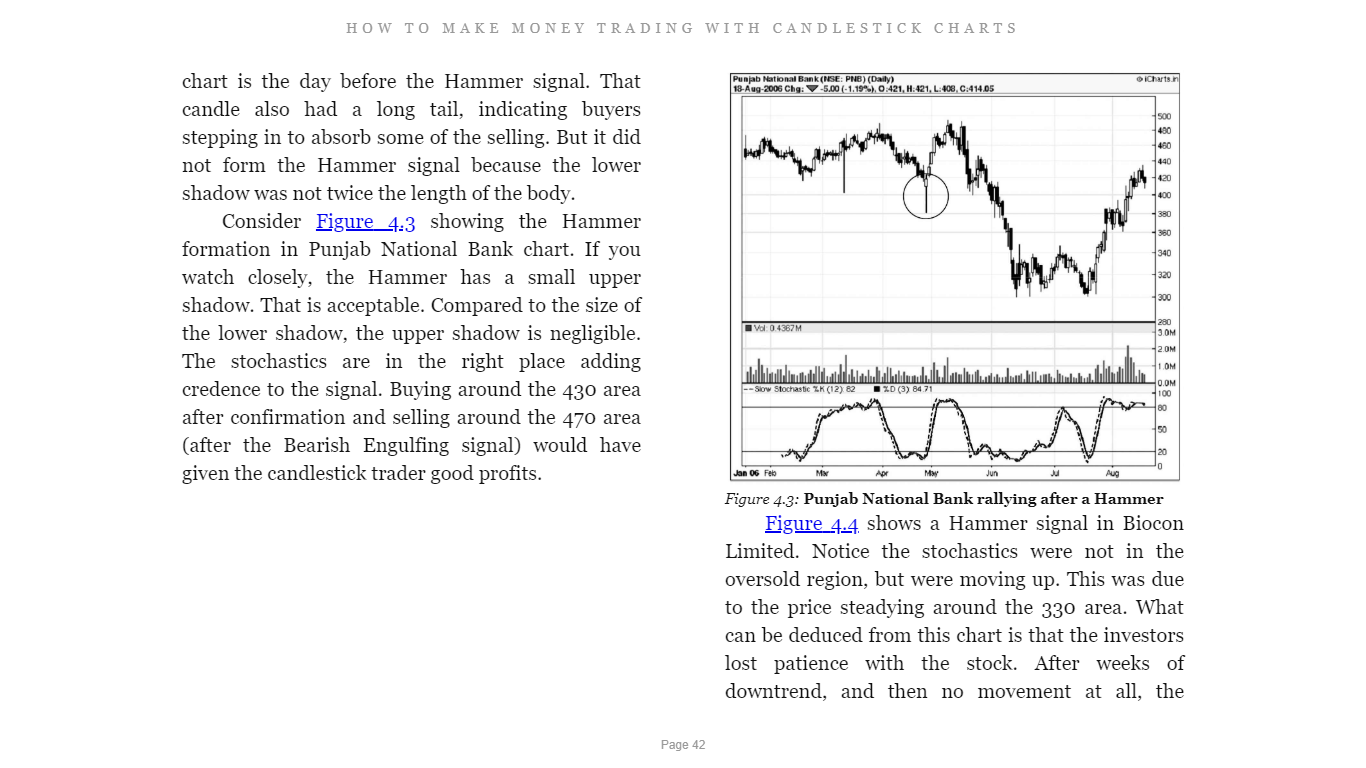 HOW TO MAKE MONEY TRADING WITH CANDLESTICK CHARTS
chart is the day before the Hammer signal. That
candle also had a long tail, indicating buyers
stepping in to absorb some of the selling. But it did
not form the Hammer signal because the lower
shadow was not twice the length of the body.
Consider Figure 4.3 showing the Hammer
formation in Punjab National Bank chart. If you
watch closely, the Hammer has a small upper
shadow. That is acceptable. Compared to the size of
the lower shadow, the upper shadow is negligible.
The stochastics are in the right place adding
credence to the signal. Buying around the 430 area
after confirmation and selling around the 470 area
(after the Bearish Engulfing signal) would have
given the candlestick trader good profits.
Punjab National Bank (NSE: PNB) (Daily) © iCharts.in
18-Aug-2006 Chg: -5.00 (-1.19%), O:421, H:421, L:408, C:414.05
500
480
460
440
420
400
380
360
340
320
300
280
Vol: 0.4367M
3.0M
2.0M
1.0M
0.0M
Slow Stochastic %K (12): 82 %D (3): 84.71
100
80
50
20
0
Jan 06 Feb Mar Apr May Jun Jul Aug
Figure 4.3: Punjab National Bank rallying after a Hammer
Figure 4.4 shows a Hammer signal in Biocon
Limited. Notice the stochastics were not in the
oversold region, but were moving up. This was due
to the price steadying around the 330 area. What
can be deduced from this chart is that the investors
lost patience with the stock. After weeks of
downtrend, and then no movement at all, the
Page 42